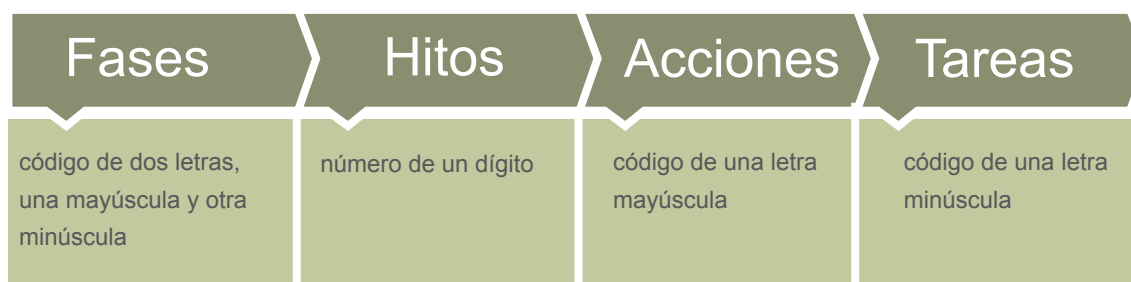 Fases
Hitos
Acciones
Tareas
código de dos letras,
una mayúscula y otra
minúscula
número de un dígito
código de una letra
mayúscula
código de una letra
minúscula